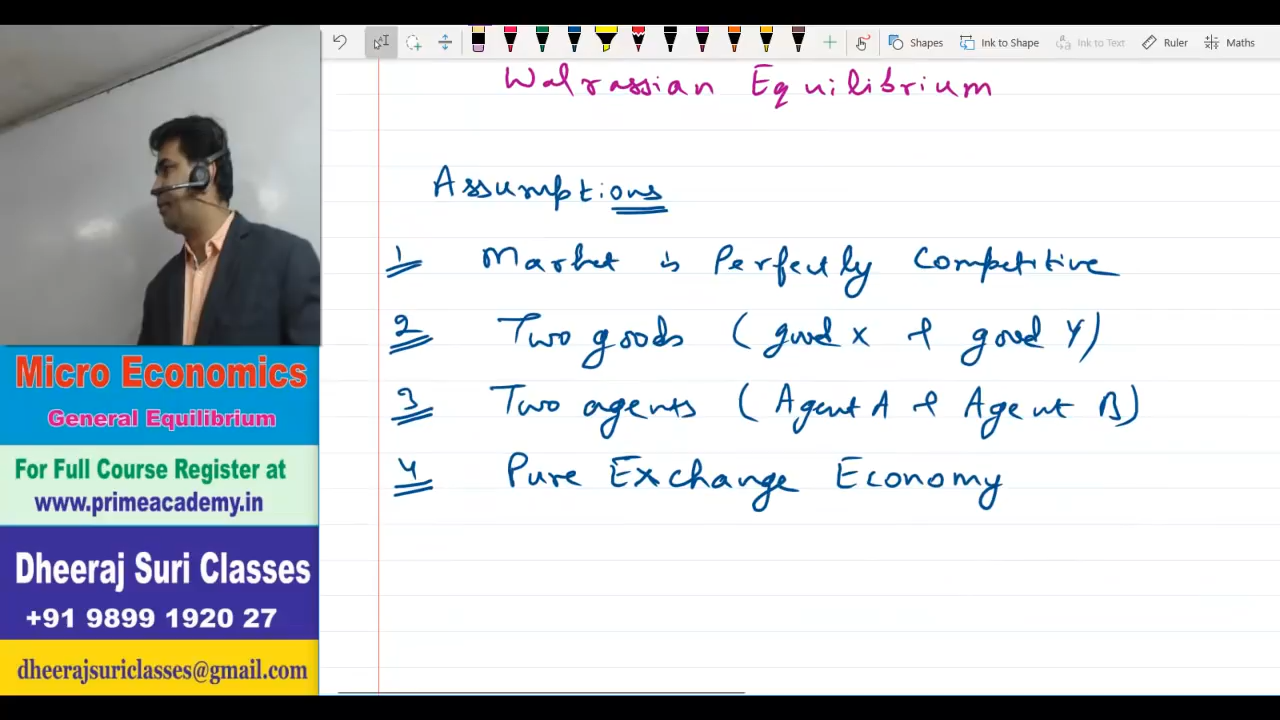 Shapes
Ink to Shape
Ink to Text
Ruler
Maths
Walrassian Equilibrium
Assumptions
1 Market is Perfectly Competitive
2 Two goods (good X & good Y)
3 Two agents (Agent A & Agent B)
4 Pure Exchange Economy
Micro Economics
General Equilibrium
For Full Course Register at
www.primeacademy.in
Dheeraj Suri Classes
+91 9899 1920 27
dheerajsuriclasses@gmail.com